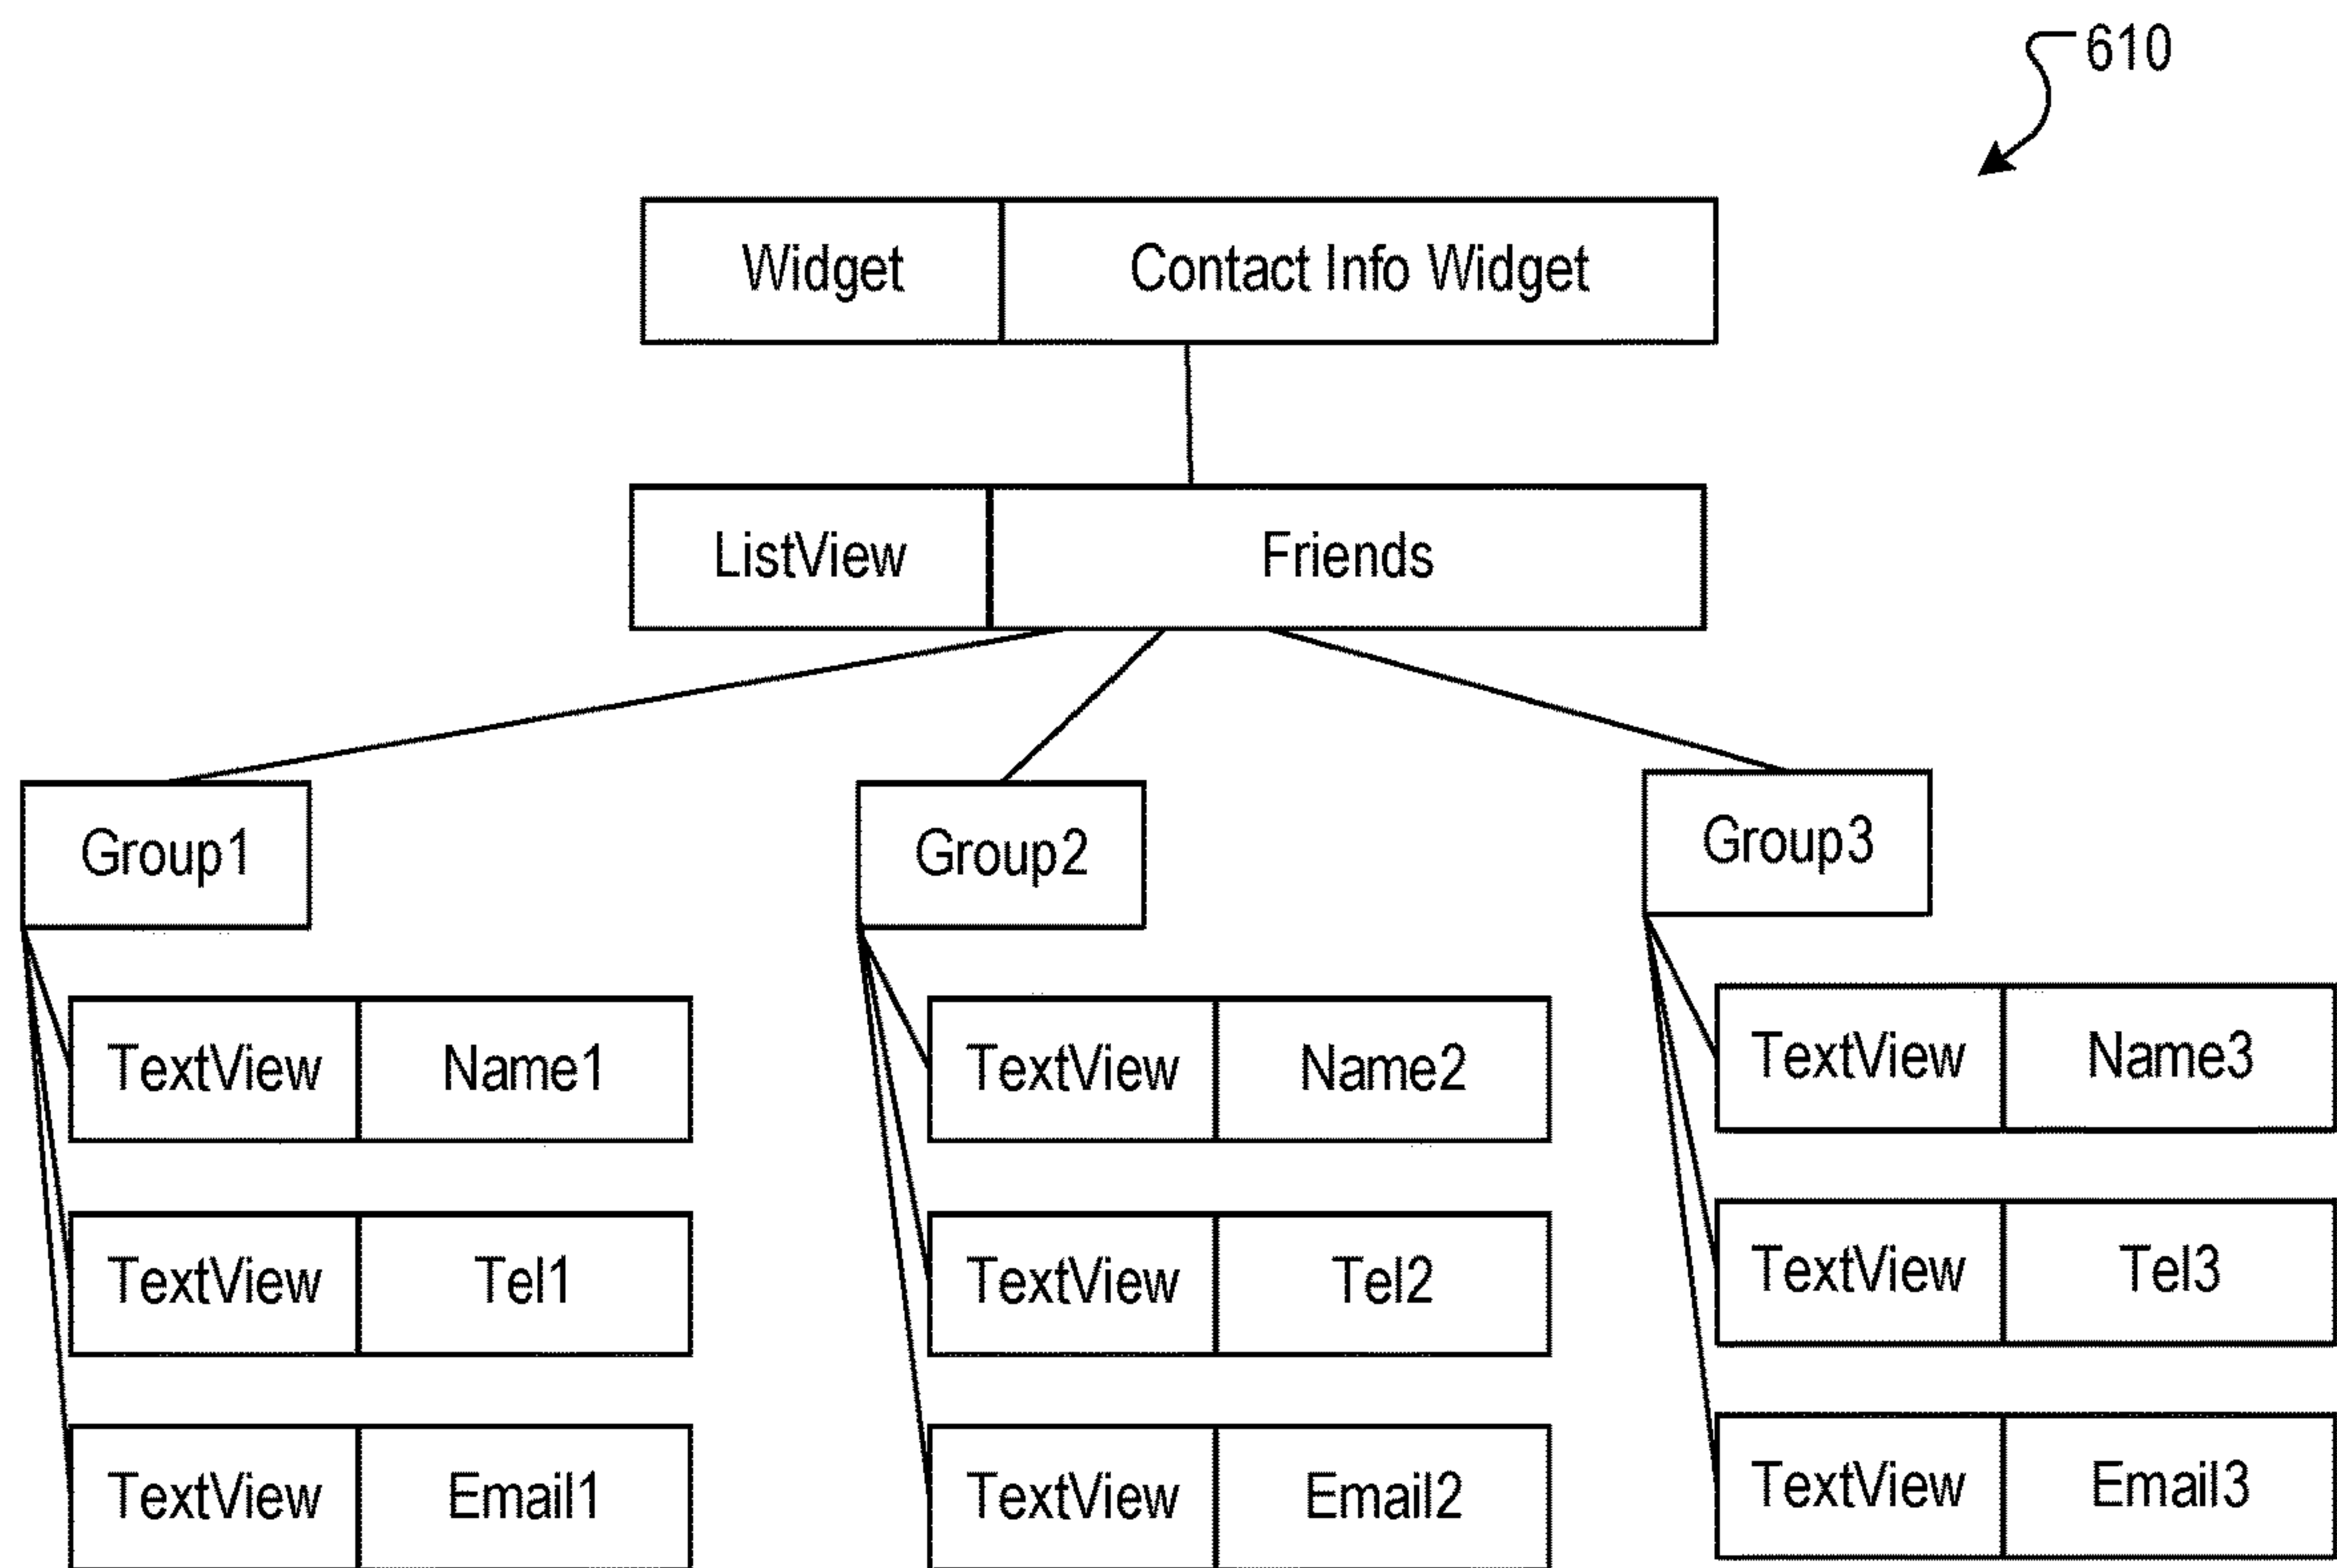 610
Widget Contact Info Widget
ListView Friends
Group1 Group2 Group3
TextView Name1 TextView Name2 TextView Name3
TextView Tel1 TextView Tel2 TextView Tel3
TextView Email1 TextView Email2 TextView Email3